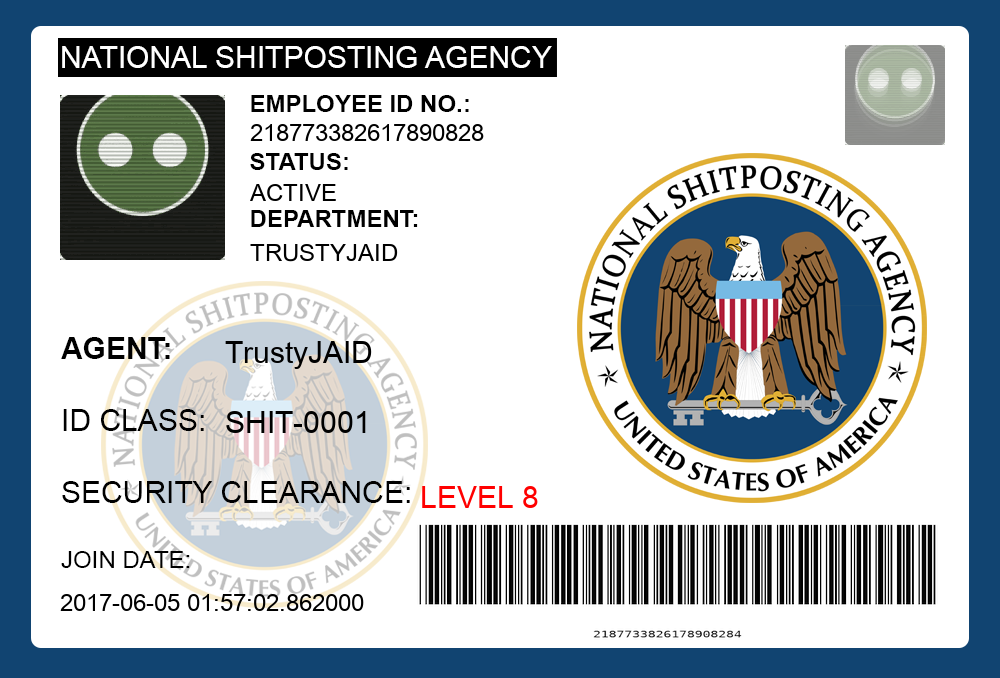 NATIONAL SHITPOSTING AGENCY
EMPLOYEE ID NO.:
218773382617890828
STATUS:
ACTIVE
DEPARTMENT:
TRUSTYJAID
NATIONAL SHITPOSTING AGENCY
UNITED STATES OF AMERICA
NATIONAL SHITPOSTING AGENCY
UNITED STATES OF AMERICA
AGENT: TrustyJAID
ID CLASS: SHIT-0001
SECURITY CLEARANCE: LEVEL 8
JOIN DATE:
2017-06-05 01:57:02.862000
2187733826178908284